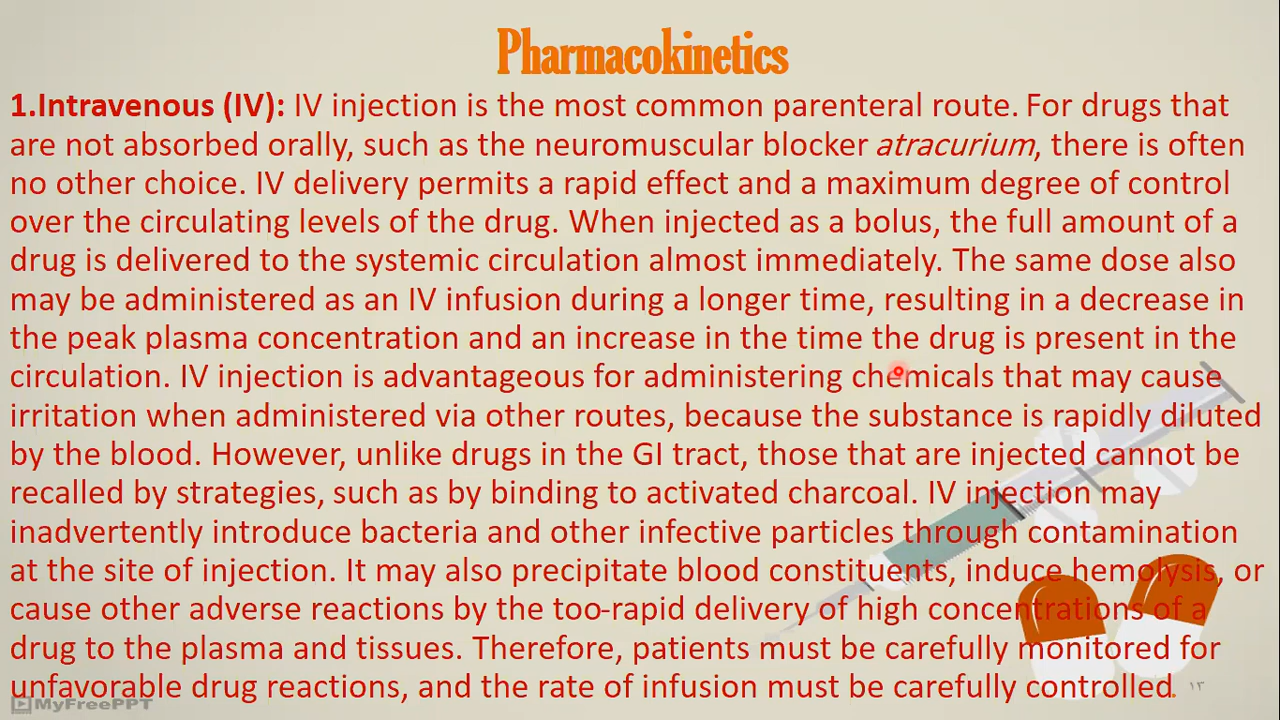 Pharmacokinetics
1.Intravenous (IV): IV injection is the most common parenteral route. For drugs that
are not absorbed orally, such as the neuromuscular blocker atracurium, there is often
no other choice. IV delivery permits a rapid effect and a maximum degree of control
over the circulating levels of the drug. When injected as a bolus, the full amount of a
drug is delivered to the systemic circulation almost immediately. The same dose also
may be administered as an IV infusion during a longer time, resulting in a decrease in
the peak plasma concentration and an increase in the time the drug is present in the
circulation. IV injection is advantageous for administering chemicals that may cause
irritation when administered via other routes, because the substance is rapidly diluted
by the blood. However, unlike drugs in the GI tract, those that are injected cannot be
recalled by strategies, such as by binding to activated charcoal. IV injection may
inadvertently introduce bacteria and other infective particles through contamination
at the site of injection. It may also precipitate blood constituents, induce hemolysis, or
cause other adverse reactions by the too-rapid delivery of high concentrations of a
drug to the plasma and tissues. Therefore, patients must be carefully monitored for
unfavorable drug reactions, and the rate of infusion must be carefully controlled.
١٣
MyFreePPT